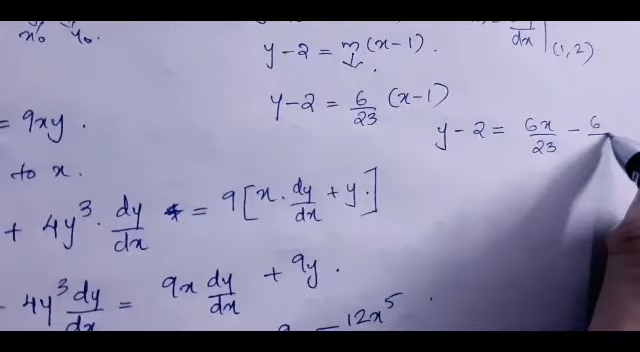 x₀ y₀.
dy/dx |(1,2)
y-2 = m(x-1).
y-2 = 6/23 (x-1)
y-2 = 6x/23 - 6
= 9xy.
to x.
+ 4y³· dy/dx = 9[x· dy/dx + y·]
4y³ dy/dx = 9x dy/dx + 9y.
- 12x⁵